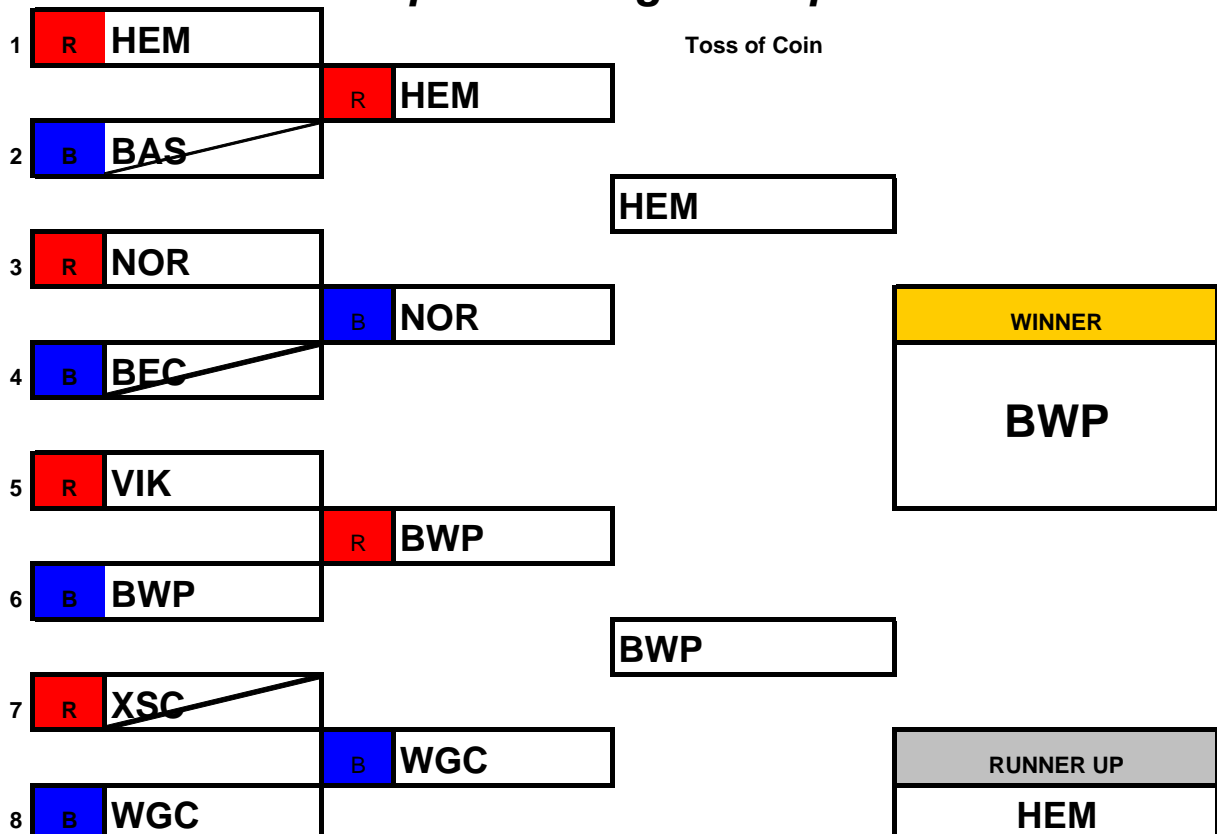 1 R HEM
Toss of Coin
R HEM
2 B BAS
HEM
3 R NOR
B NOR
WINNER
4 B BEC
BWP
5 R VIK
R BWP
6 B BWP
BWP
7 R XSC
B WGC
RUNNER UP
8 B WGC
HEM